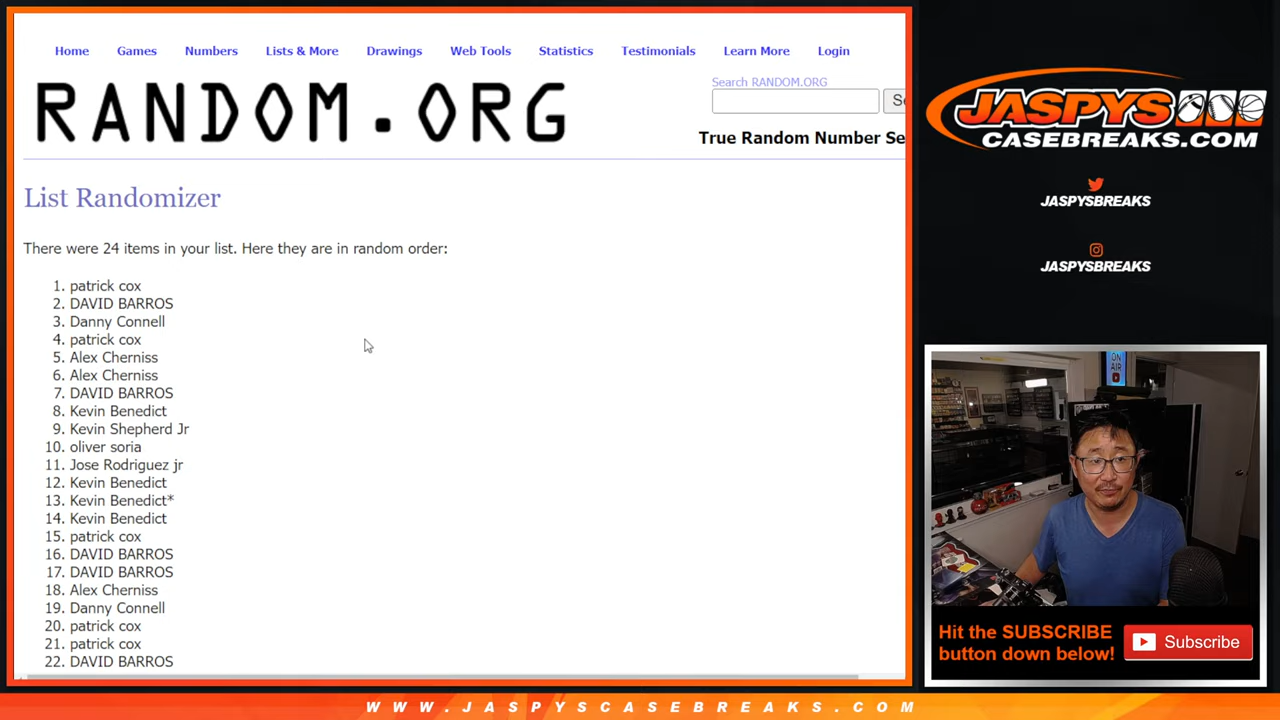 Home Games Numbers Lists & More Drawings Web Tools Statistics Testimonials Learn More Login
Search RANDOM.ORG
RANDOM.ORG
True Random Number Se
List Randomizer
There were 24 items in your list. Here they are in random order:
1. patrick cox
2. DAVID BARROS
3. Danny Connell
4. patrick cox
5. Alex Cherniss
6. Alex Cherniss
7. DAVID BARROS
8. Kevin Benedict
9. Kevin Shepherd Jr
10. oliver soria
11. Jose Rodriguez jr
12. Kevin Benedict
13. Kevin Benedict*
14. Kevin Benedict
15. patrick cox
16. DAVID BARROS
17. DAVID BARROS
18. Alex Cherniss
19. Danny Connell
20. patrick cox
21. patrick cox
22. DAVID BARROS
JASPYS
CASEBREAKS.COM
JASPYSBREAKS
JASPYSBREAKS
ON
AIR
Hit the SUBSCRIBE
button down below!
Subscribe
WWW.JASPYSCASEBREAKS.COM